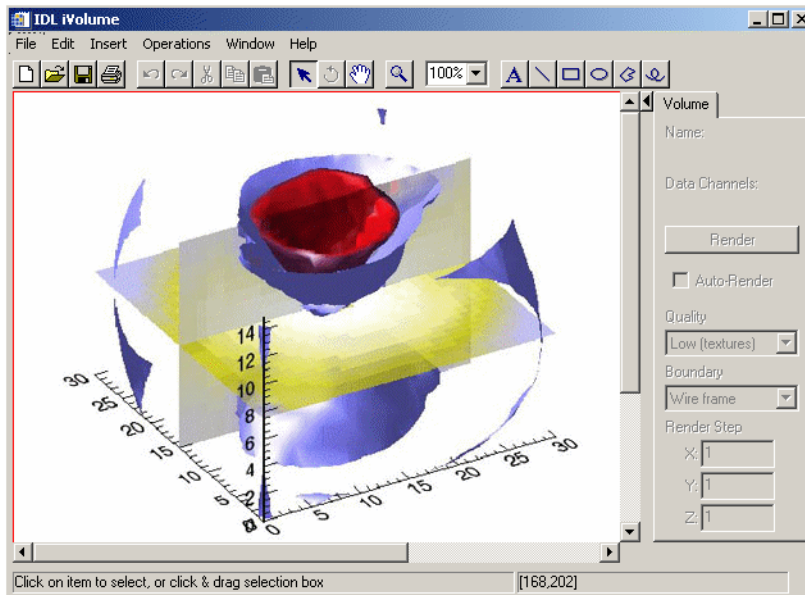 IDL iVolume
File Edit Insert Operations Window Help
100%
A
Volume
Name:
Data Channels:
Render
Auto-Render
Quality
Low (textures)
Boundary
Wire frame
Render Step
X: 1
Y: 1
Z: 1
14
12
10
8
6
4
2
30
25
20
15
10
5
0
5
10
15
20
25
30
Click on item to select, or click & drag selection box
[168,202]